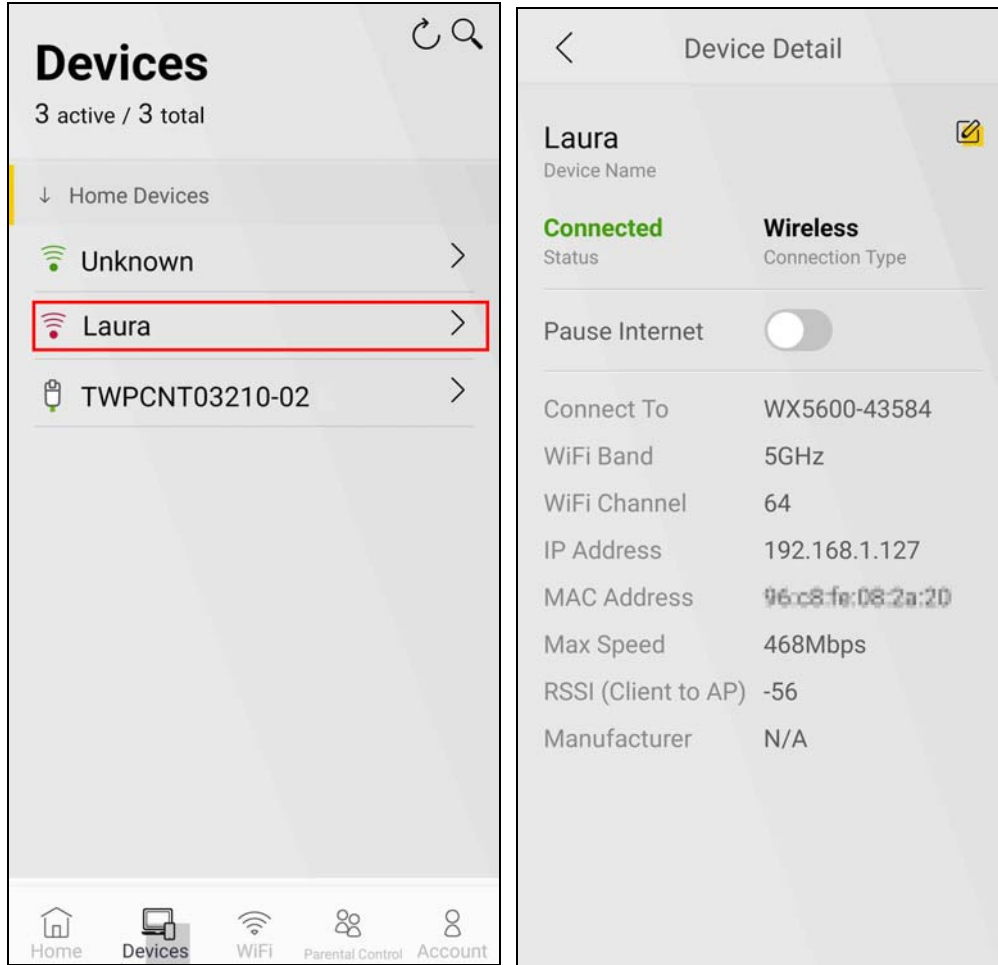 Devices
3 active / 3 total
↓ Home Devices
Unknown
Laura
TWPCNT03210-02
Home
Devices
WiFi
Parental Control
Account
Device Detail
Laura
Device Name
Connected Wireless
Status Connection Type
Pause Internet
Connect To WX5600-43584
WiFi Band 5GHz
WiFi Channel 64
IP Address 192.168.1.127
MAC Address
Max Speed 468Mbps
RSSI (Client to AP) -56
Manufacturer N/A